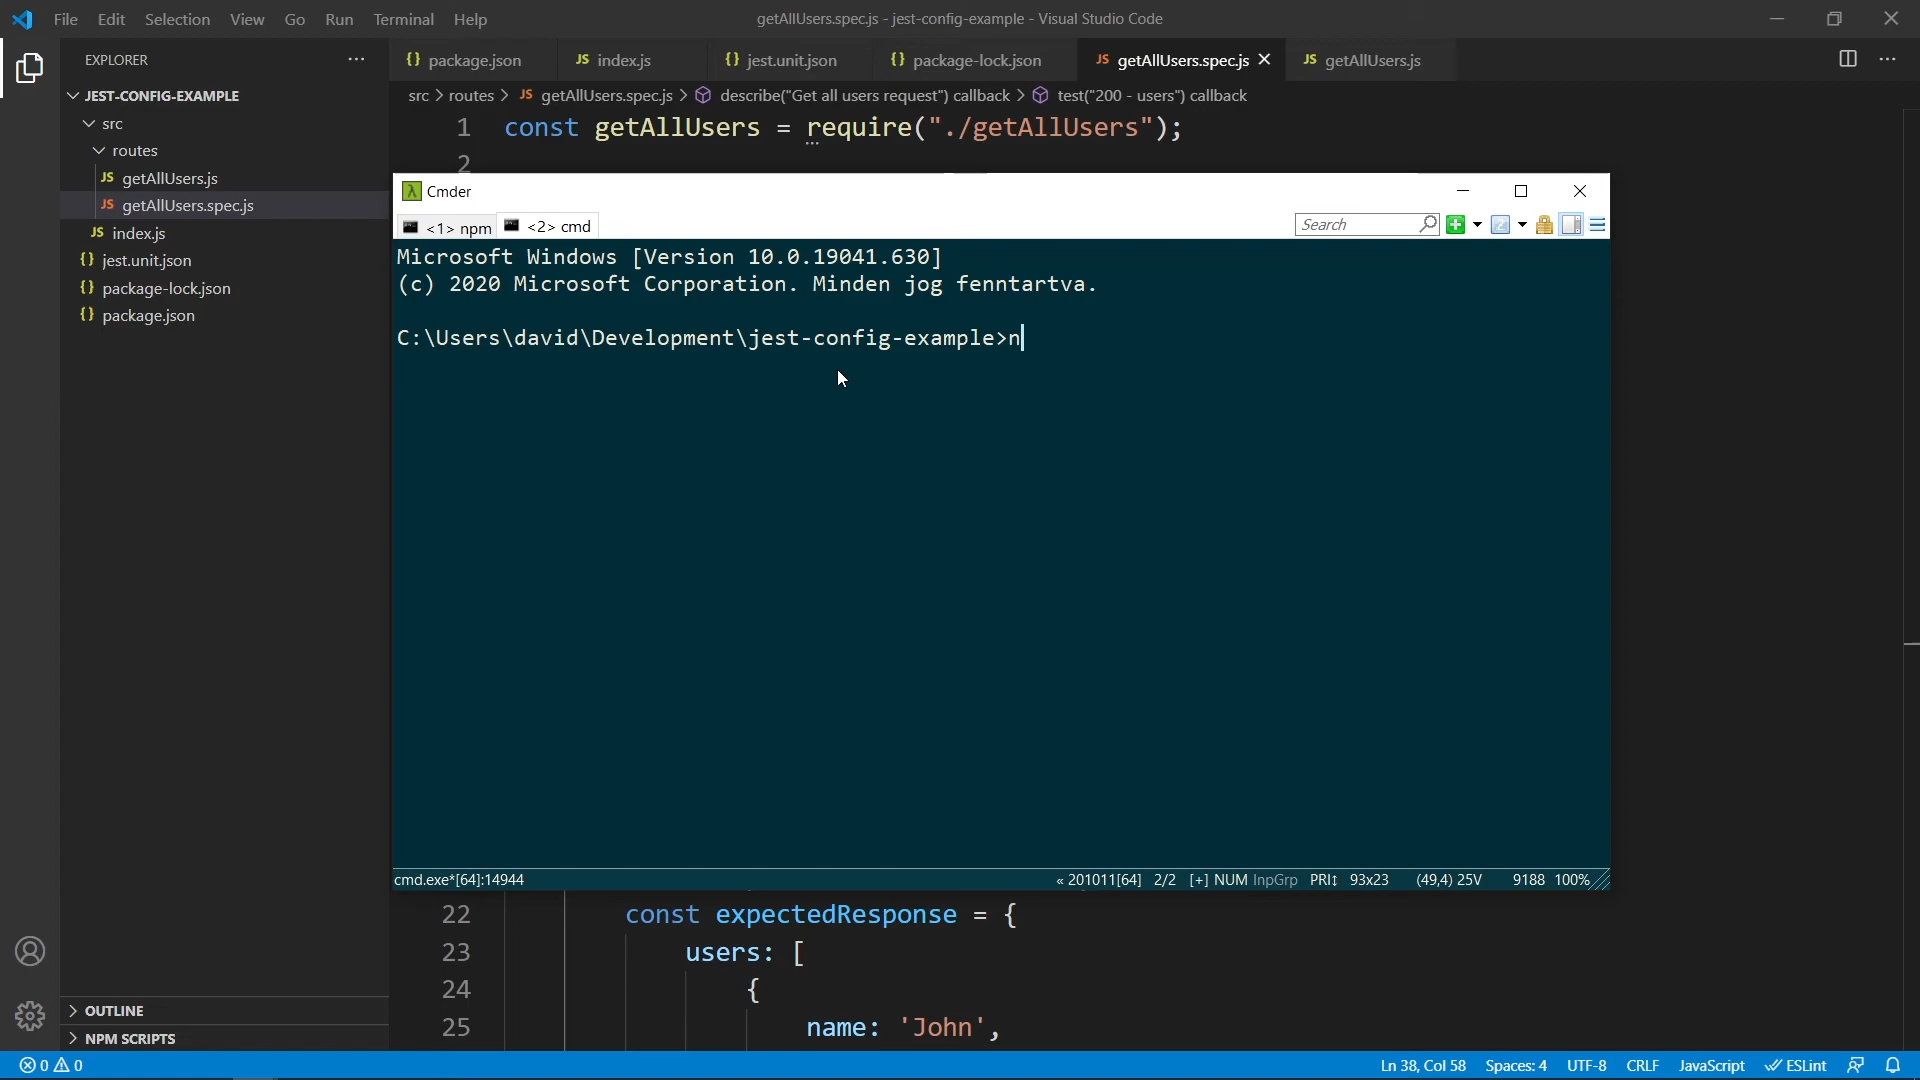 File Edit Selection View Go Run Terminal Help
getAllUsers.spec.js - jest-config-example - Visual Studio Code
EXPLORER
JEST-CONFIG-EXAMPLE
src
routes
JS getAllUsers.js
JS getAllUsers.spec.js
JS index.js
{} jest.unit.json
{} package-lock.json
{} package.json
OUTLINE
NPM SCRIPTS
{} package.json
JS index.js
{} jest.unit.json
{} package-lock.json
JS getAllUsers.spec.js
JS getAllUsers.js
src > routes > JS getAllUsers.spec.js > describe("Get all users request") callback > test("200 - users") callback
1 const getAllUsers = require("./getAllUsers");
2
λ Cmder
<1> npm
<2> cmd
Search
Microsoft Windows [Version 10.0.19041.630]
(c) 2020 Microsoft Corporation. Minden jog fenntartva.
C:\Users\david\Development\jest-config-example>n
cmd.exe*[64]:14944
« 201011[64] 2/2 [+] NUM InpGrp PRI↕ 93x23 (49,4) 25V 9188 100%
22 const expectedResponse = {
23 users: [
24 {
25 name: 'John',
0 0
Ln 38, Col 58 Spaces: 4 UTF-8 CRLF JavaScript ESLint